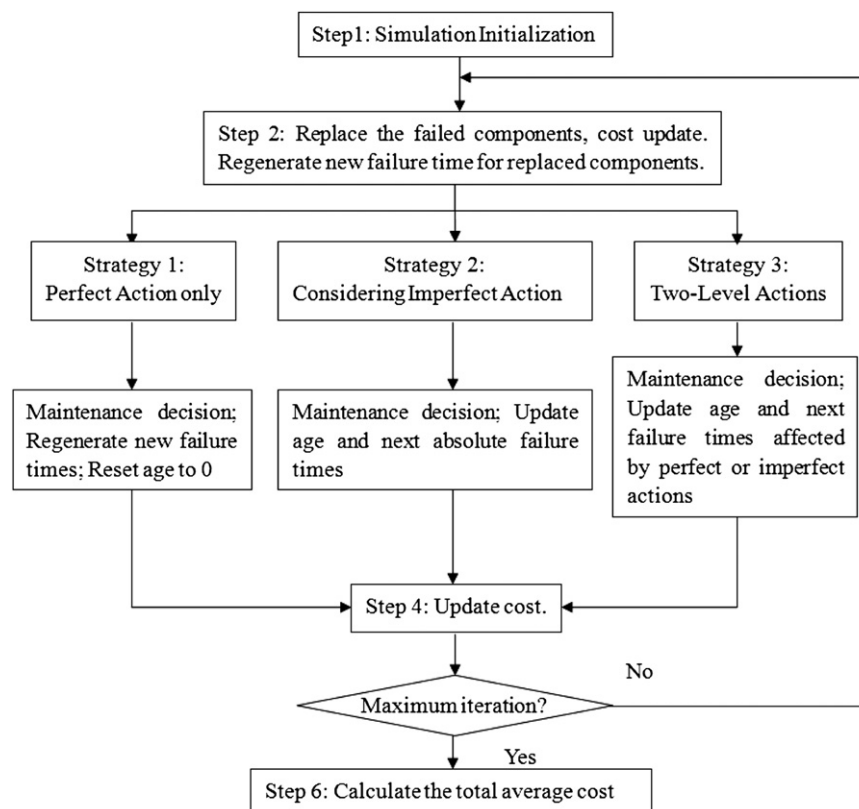 Step1: Simulation Initialization
Step 2: Replace the failed components, cost update.
Regenerate new failure time for replaced components.
Strategy 1:
Perfect Action only
Strategy 2:
Considering Imperfect Action
Strategy 3:
Two-Level Actions
Maintenance decision;
Regenerate new failure
times; Reset age to 0
Maintenance decision; Update
age and next absolute failure
times
Maintenance decision;
Update age and next
failure times affected
by perfect or imperfect
actions
Step 4: Update cost.
Maximum iteration?
No
Yes
Step 6: Calculate the total average cost